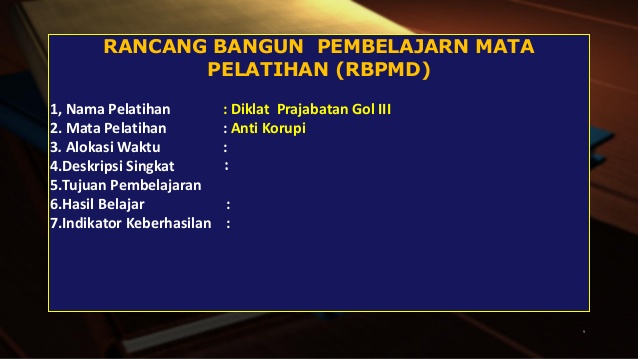 RANCANG BANGUN PEMBELAJARN MATA
PELATIHAN (RBPMD)
1, Nama Pelatihan : Diklat Prajabatan Gol III
2. Mata Pelatihan : Anti Korupi
3. Alokasi Waktu :
4.Deskripsi Singkat :
5.Tujuan Pembelajaran
6.Hasil Belajar :
7.Indikator Keberhasilan :